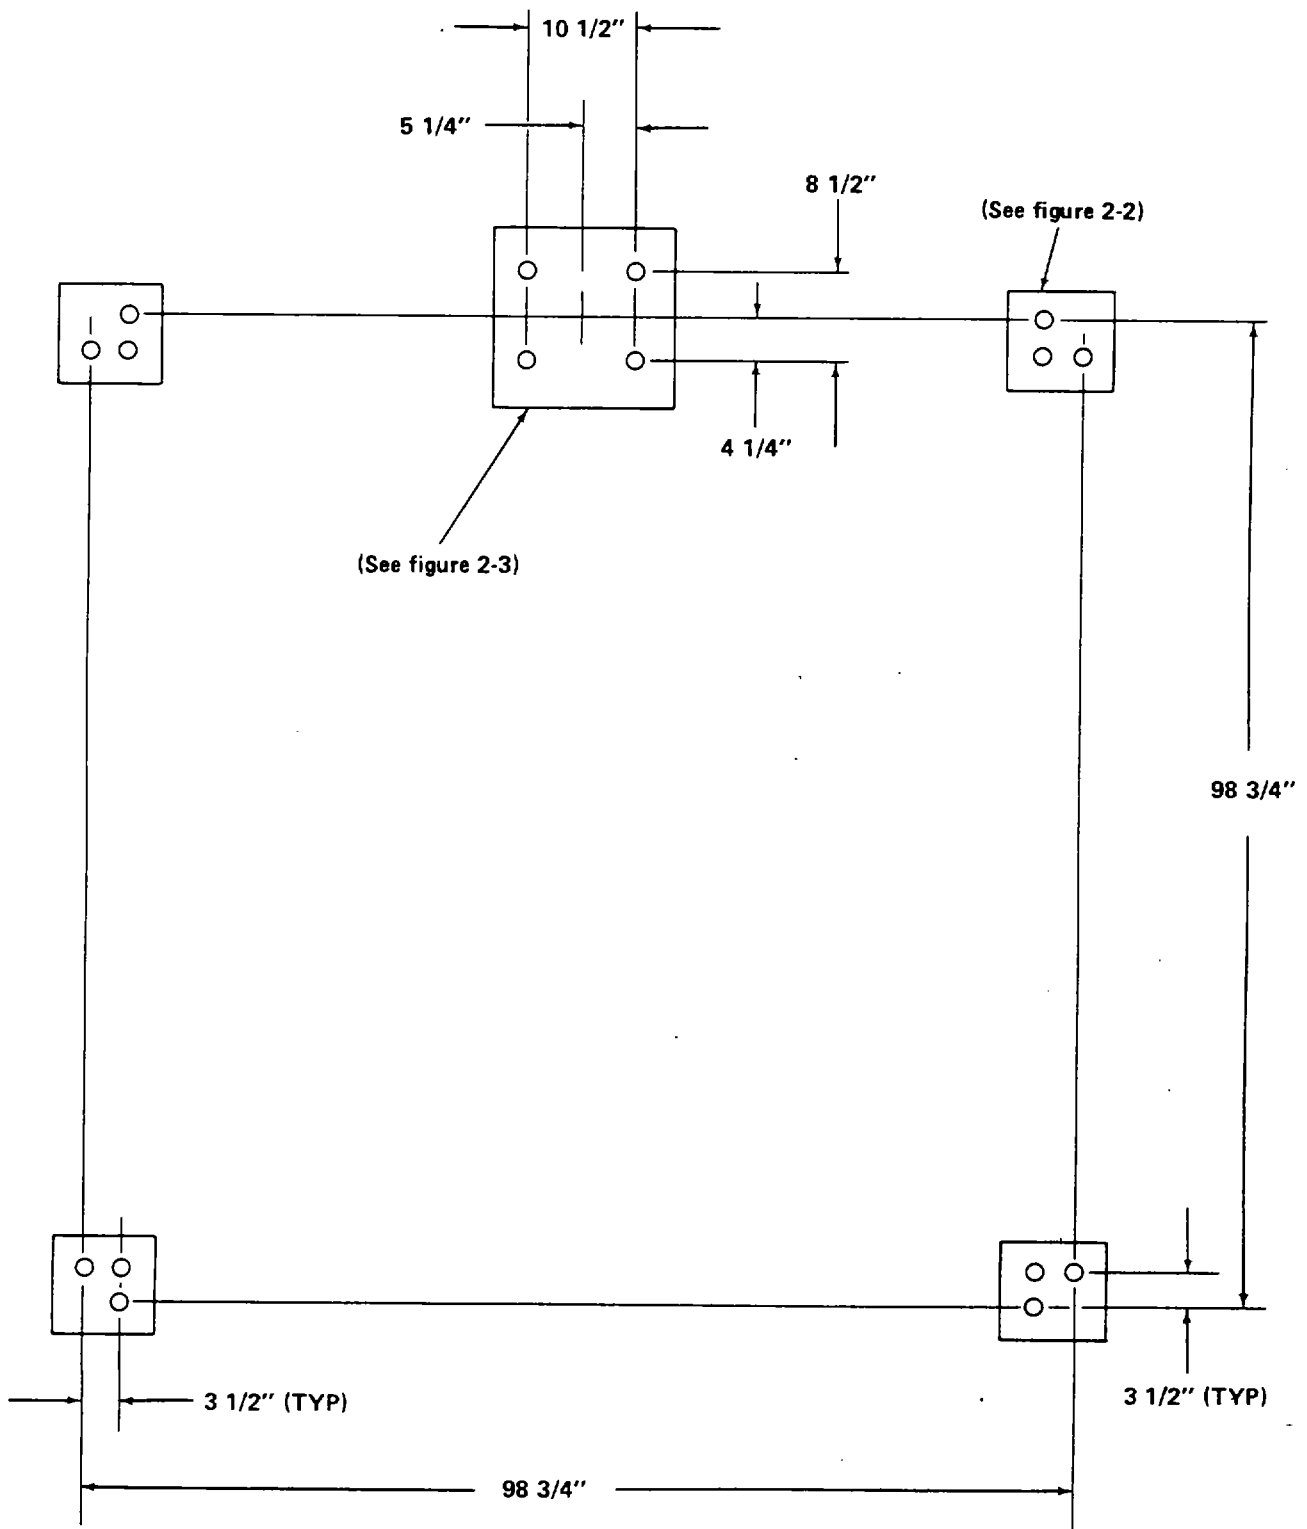 10 1/2"
5 1/4"
8 1/2"
(See figure 2-2)
4 1/4"
(See figure 2-3)
98 3/4"
3 1/2" (TYP)
3 1/2" (TYP)
98 3/4"